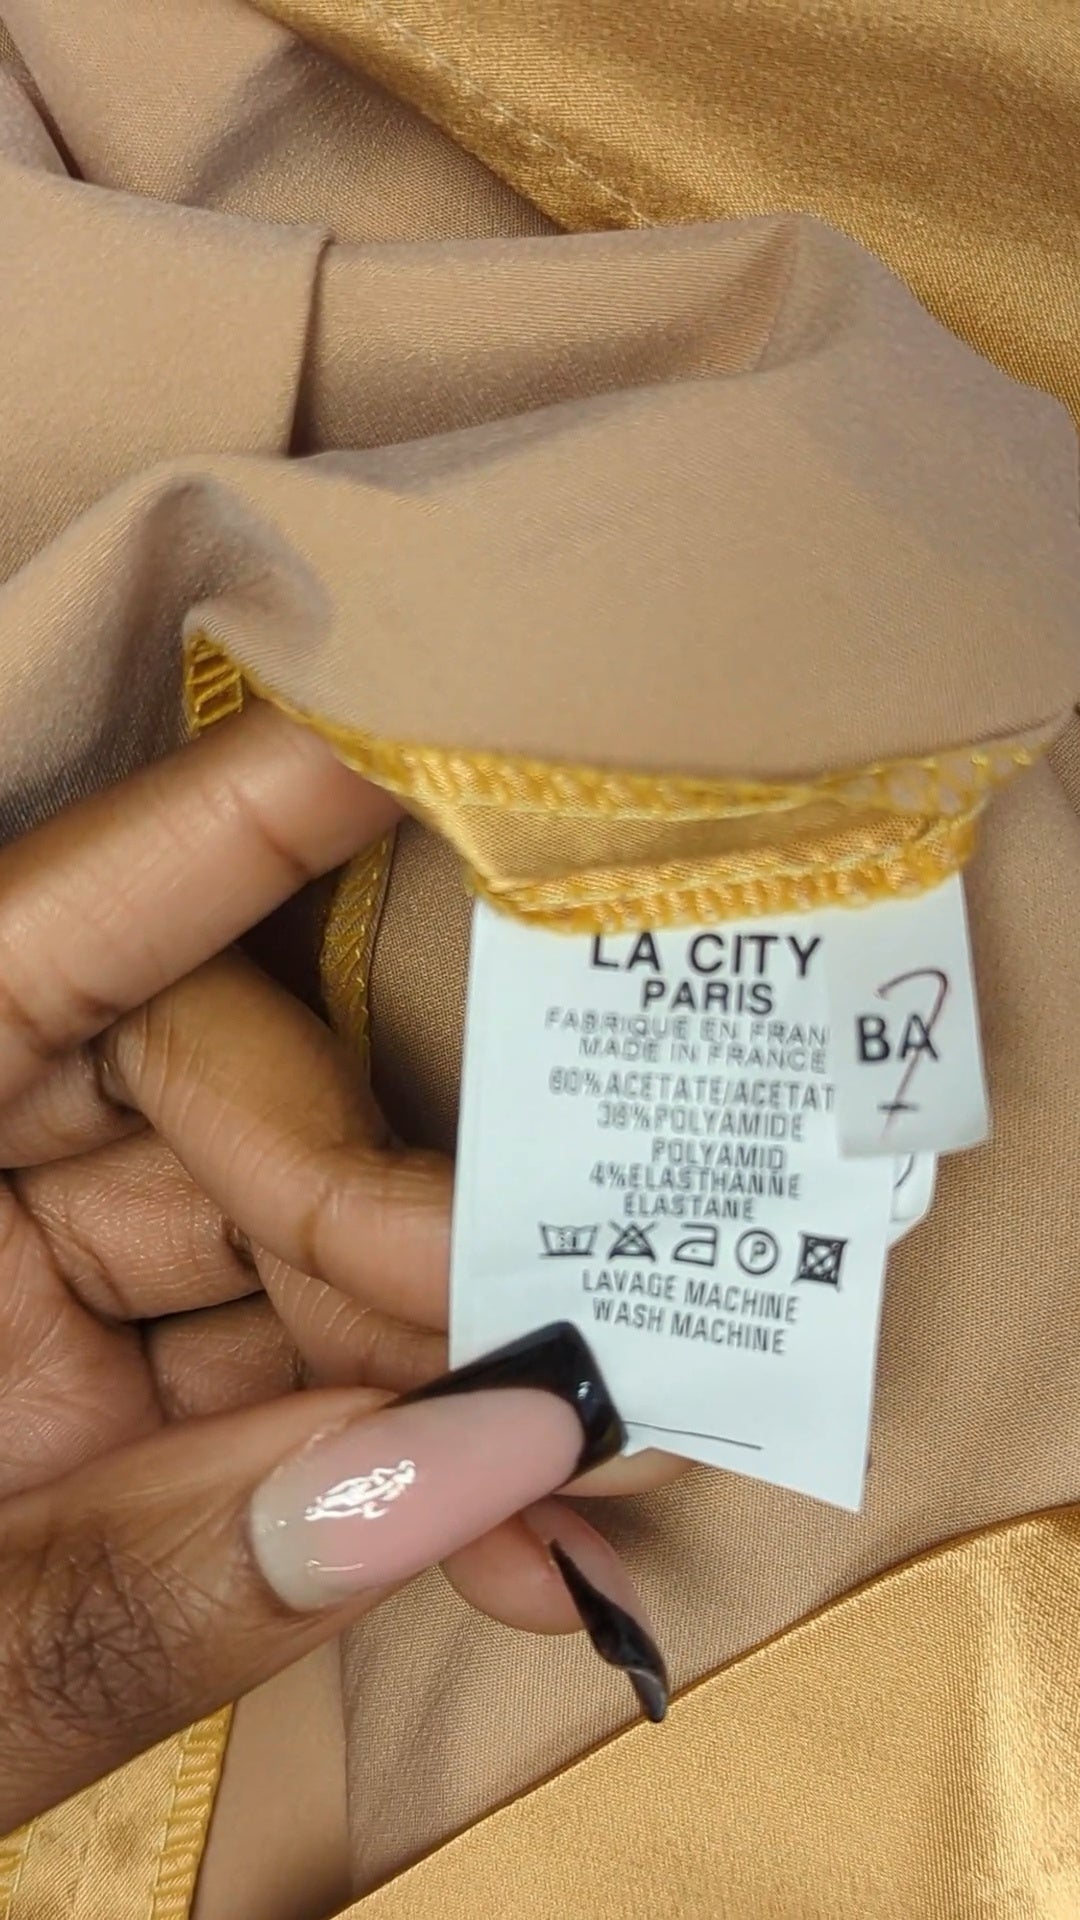 LA CITY
PARIS
FABRIQUE EN FRAN
MADE IN FRANCE
60%ACETATE/ACETAT
36%POLYAMIDE
POLYAMID
4%ELASTHANNE
ELASTANE
P
LAVAGE MACHINE
WASH MACHINE
BA